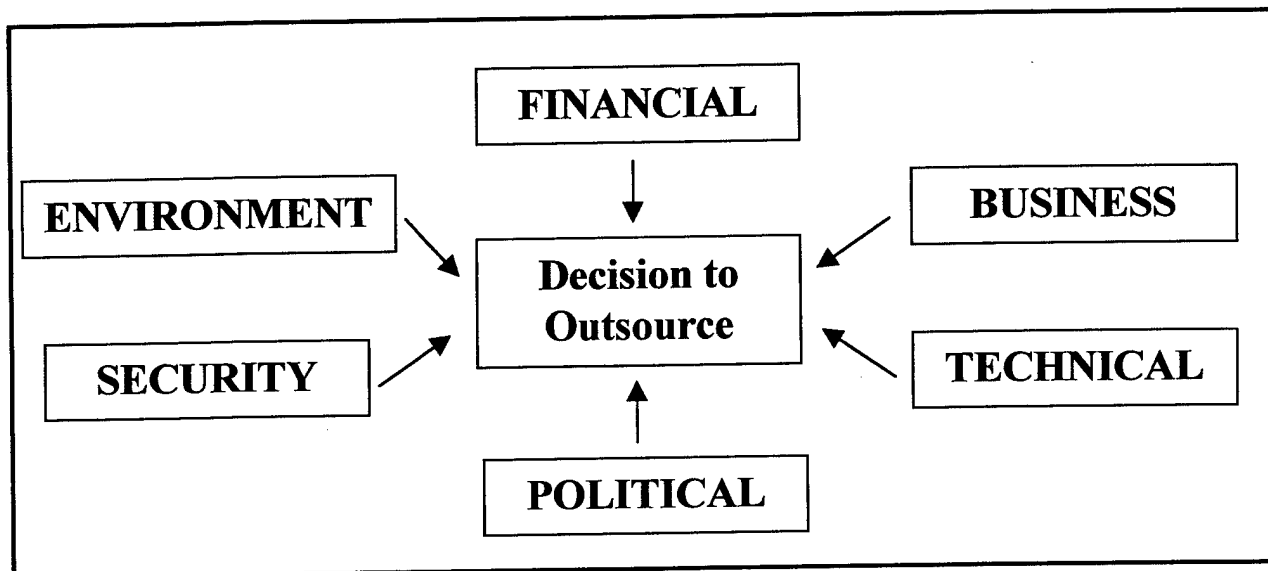 FINANCIAL
ENVIRONMENT
BUSINESS
Decision to
Outsource
SECURITY
TECHNICAL
POLITICAL